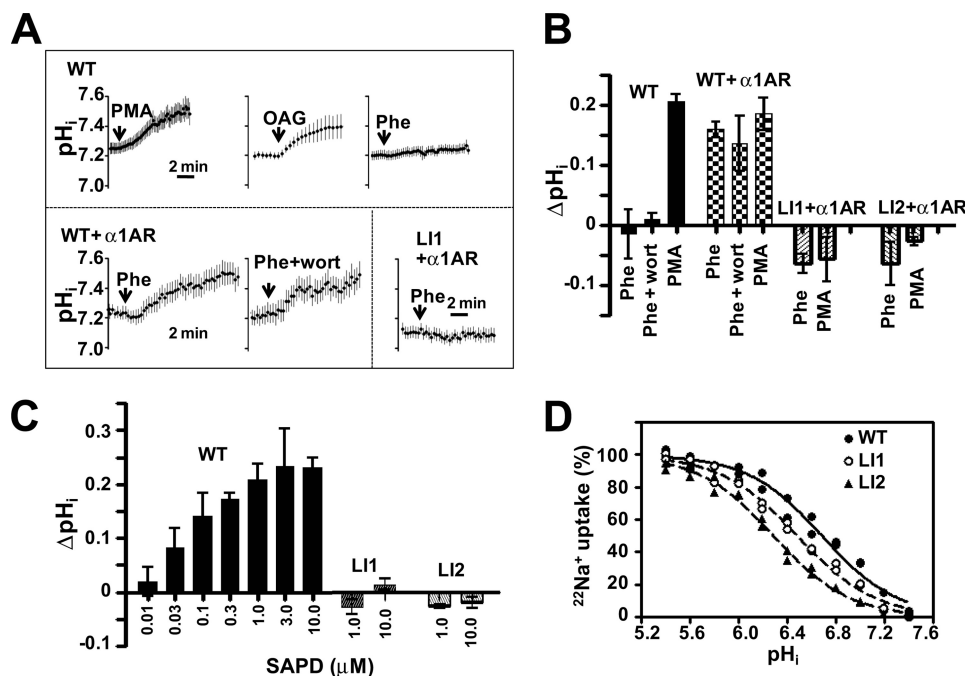 A
WT
7.6
7.4
7.2
7.0
pHi
PMA
2 min
OAG
Phe
WT+ α1AR
7.6
7.4
7.2
7.0
pHi
Phe
2 min
Phe+wort
LI1
+α1AR
Phe
2 min
B
0.2
0.1
0
-0.1
ΔpHi
WT
WT+ α1AR
LI1+α1AR
LI2+α1AR
Phe
Phe + wort
PMA
Phe
Phe + wort
PMA
Phe
PMA
Phe
PMA
C
0.3
0.2
0.1
0
-0.1
ΔpHi
WT
LI1
LI2
0.01
0.03
0.1
0.3
1.0
3.0
10.0
1.0
10.0
1.0
10.0
SAPD (μM)
D
100
80
60
40
20
0
²²Na⁺ uptake (%)
WT
LI1
LI2
5.2 5.6 6.0 6.4 6.8 7.2 7.6
pHi